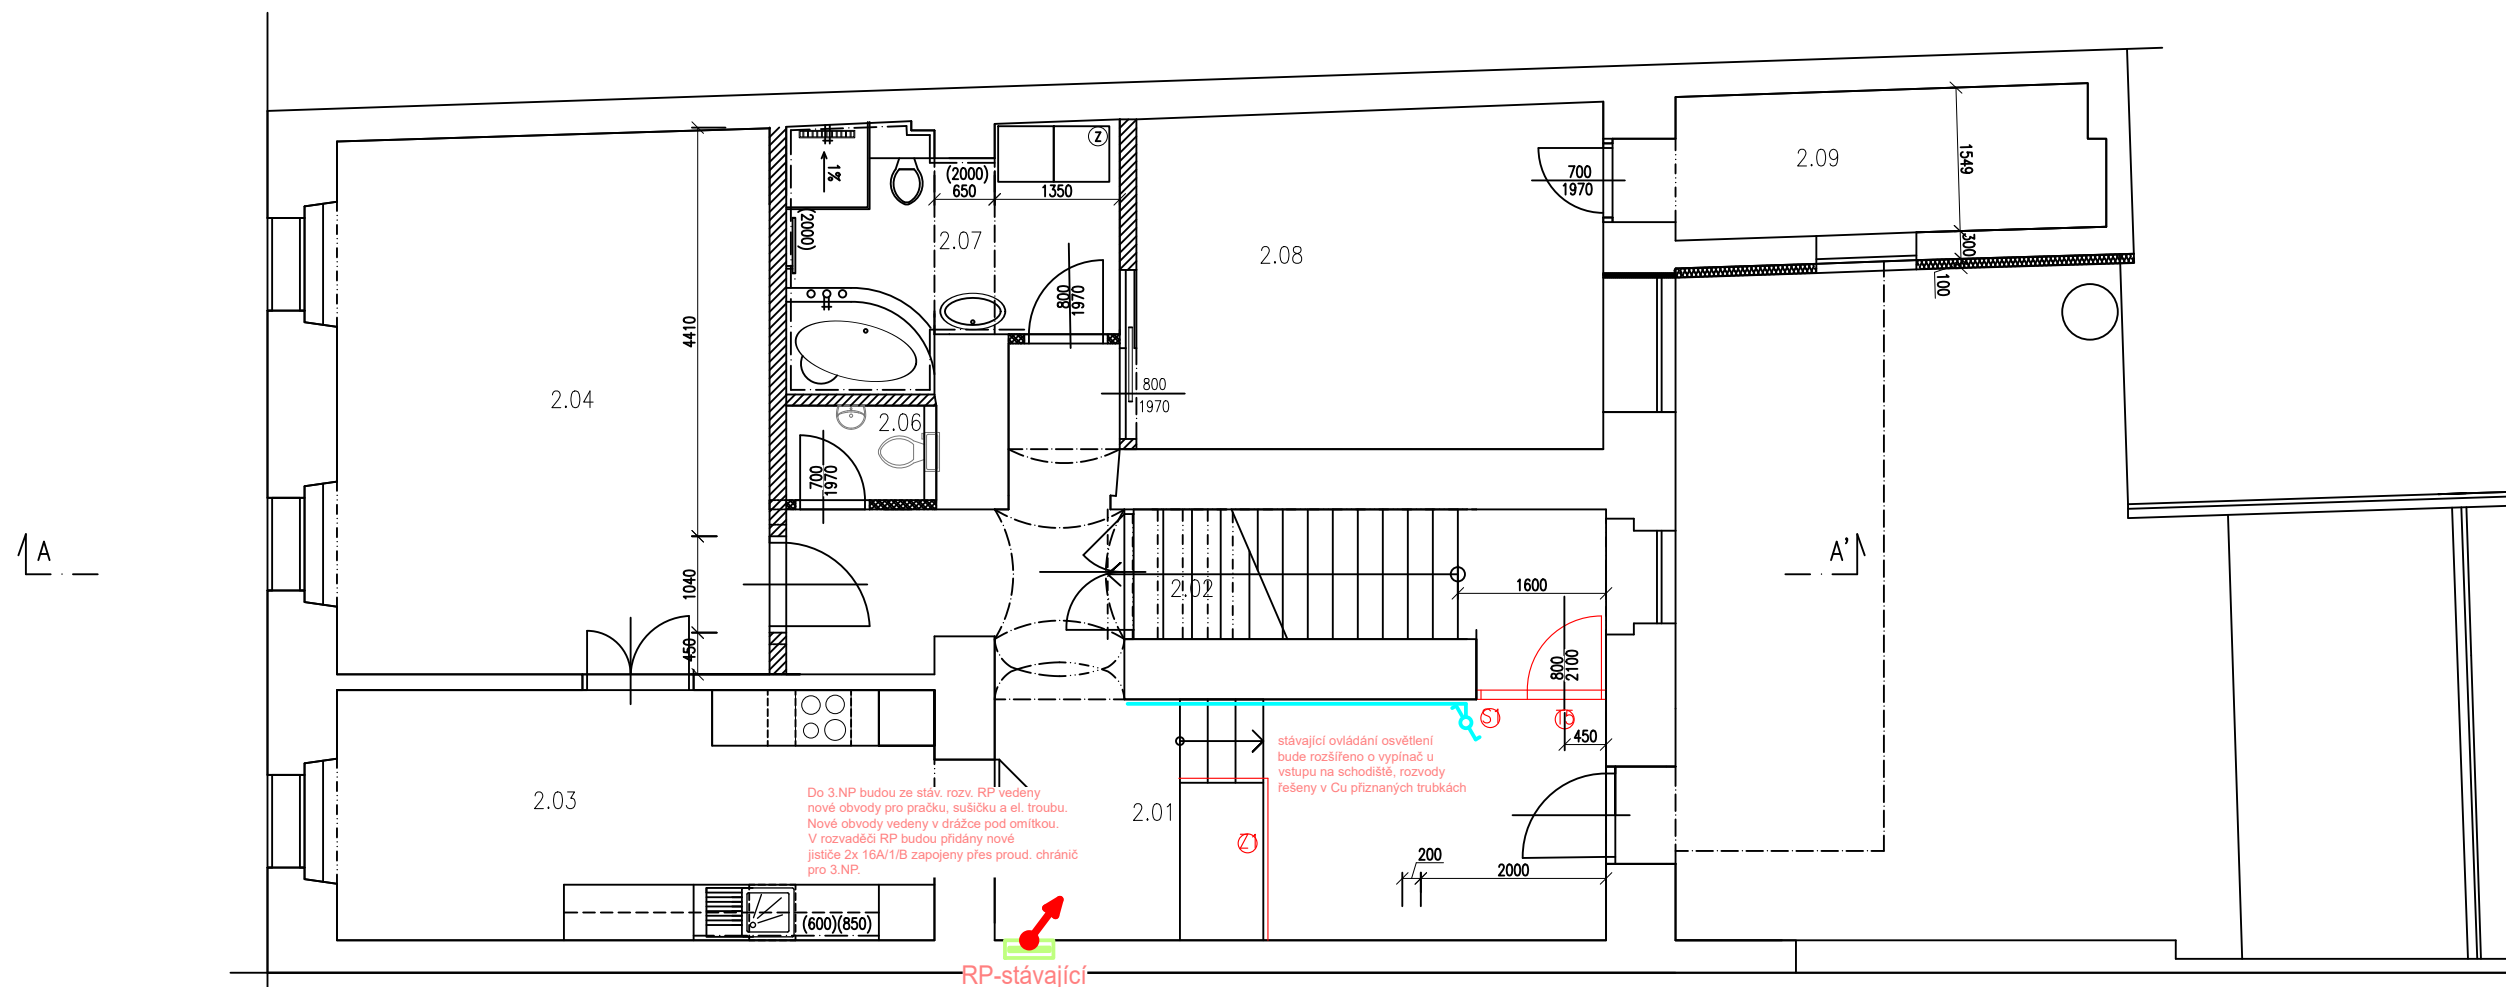 2.09
1549
300
100
700
1970
Z
(2000)
650
1350
1%
(2000)
2.07
2.08
800
1970
4410
2.04
800
1970
2.06
700
1970
A
A'
2.02
1600
1040
450
800
2100
S1
T5
450
stávající ovládání osvětlení
bude rozšířeno o vypínač u
vstupu na schodiště, rozvody
řešeny v Cu přiznaných trubkách
2.03
Do 3.NP budou ze stáv. rozv. RP vedeny
nové obvody pro pračku, sušičku a el. troubu.
Nové obvody vedeny v drážce pod omítkou.
V rozvaděči RP budou přidány nové
jističe 2x 16A/1/B zapojeny přes proud. chránič
pro 3.NP.
2.01
Z1
200
2000
(600)(850)
RP-stávající